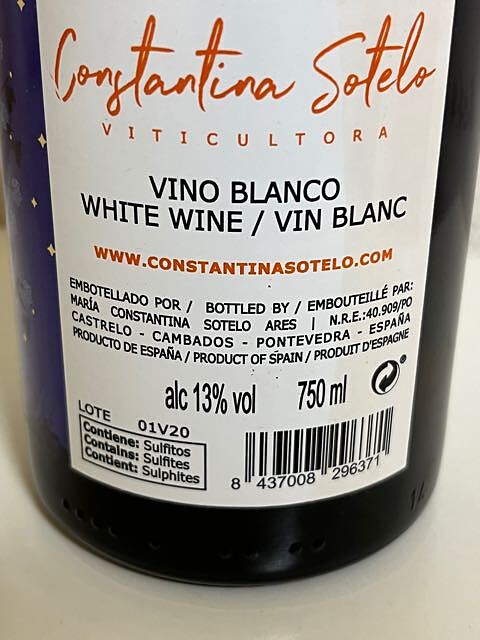 Constantina Sotelo
VITICULTORA
VINO BLANCO
WHITE WINE / VIN BLANC
WWW.CONSTANTINASOTELO.COM
EMBOTELLADO POR / BOTTLED BY / EMBOUTEILLÉ PAR:
MARÍA CONSTANTINA SOTELO ARES | N.R.E.:40.909/PO
CASTRELO - CAMBADOS - PONTEVEDRA - ESPAÑA
PRODUCTO DE ESPAÑA / PRODUCT OF SPAIN / PRODUIT D'ESPAGNE
alc 13% vol 750 ml
LOTE 01V20
Contiene: Sulfitos
Contains: Sulfites
Contient: Sulphites
8 437008 296371